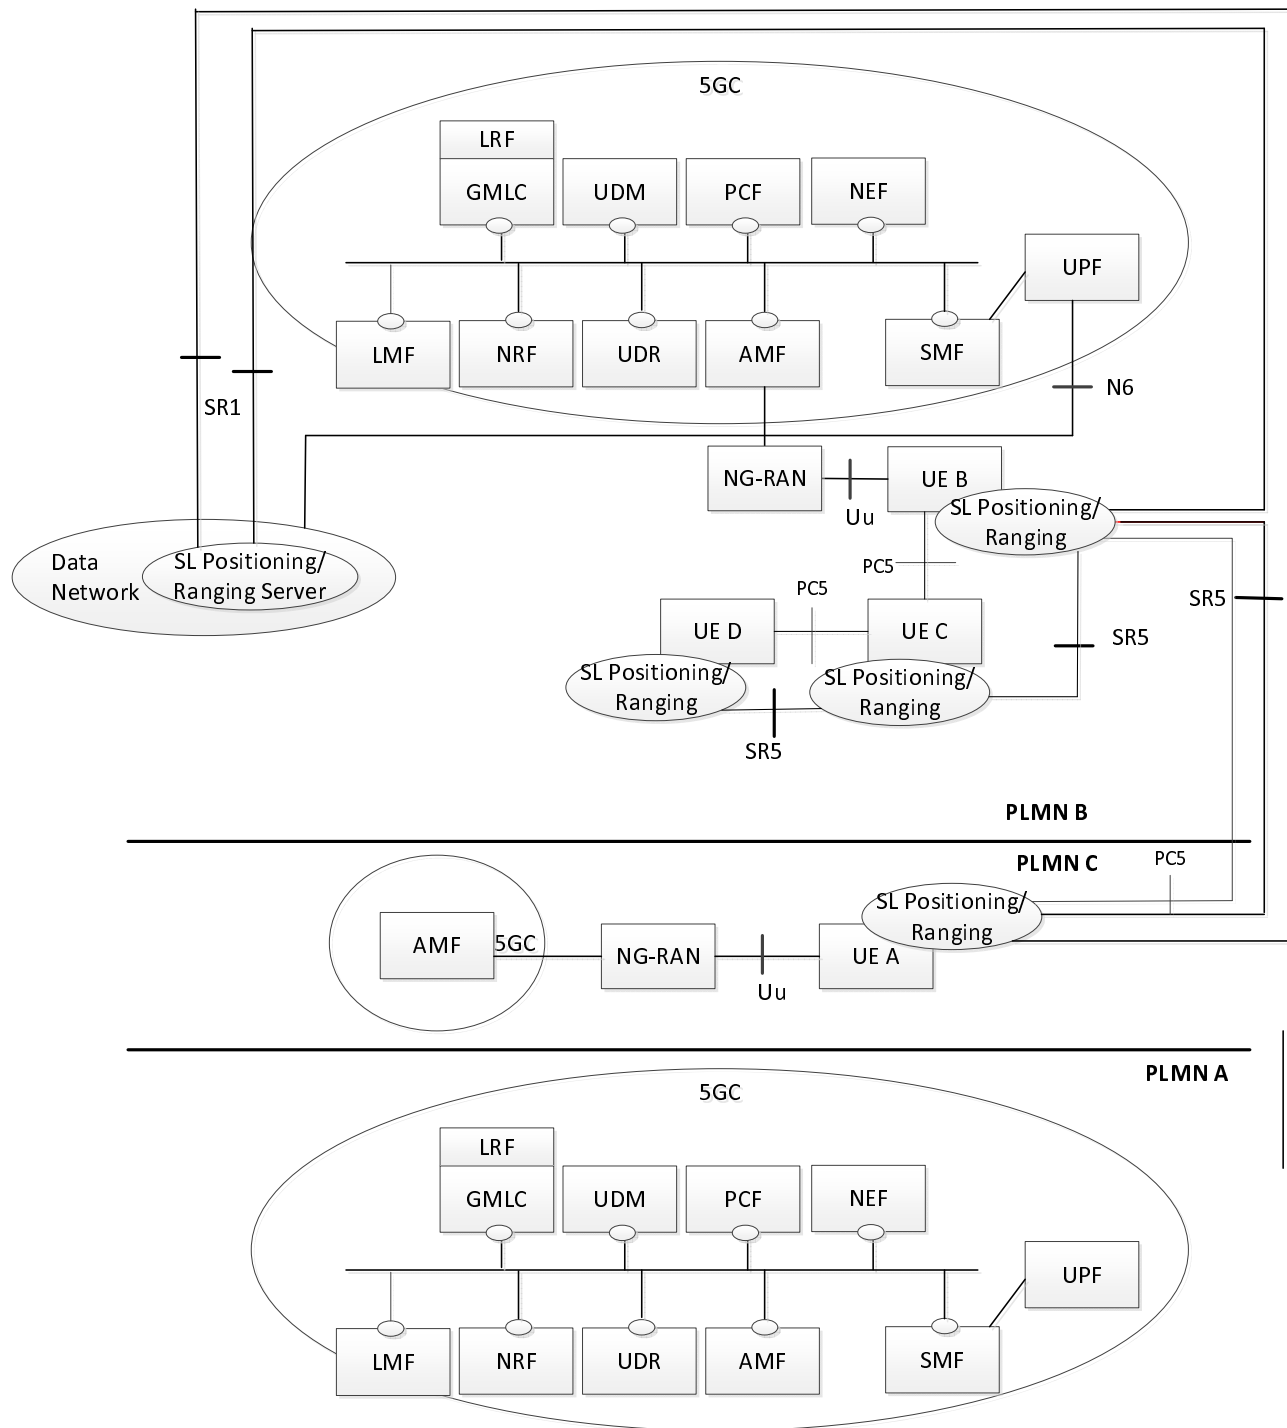 5GC
LRF
GMLC
UDM
PCF
NEF
UPF
LMF
NRF
UDR
AMF
SMF
N6
SR1
NG-RAN
Uu
UE B
SL Positioning/
Ranging
Data
Network
SL Positioning/
Ranging Server
PC5
PC5
UE D
UE C
SL Positioning/
Ranging
SL Positioning/
Ranging
SR5
SR5
SR5
PLMN B
PLMN C
PC5
SL Positioning/
Ranging
AMF
5GC
NG-RAN
Uu
UE A
PLMN A
5GC
LRF
GMLC
UDM
PCF
NEF
UPF
LMF
NRF
UDR
AMF
SMF